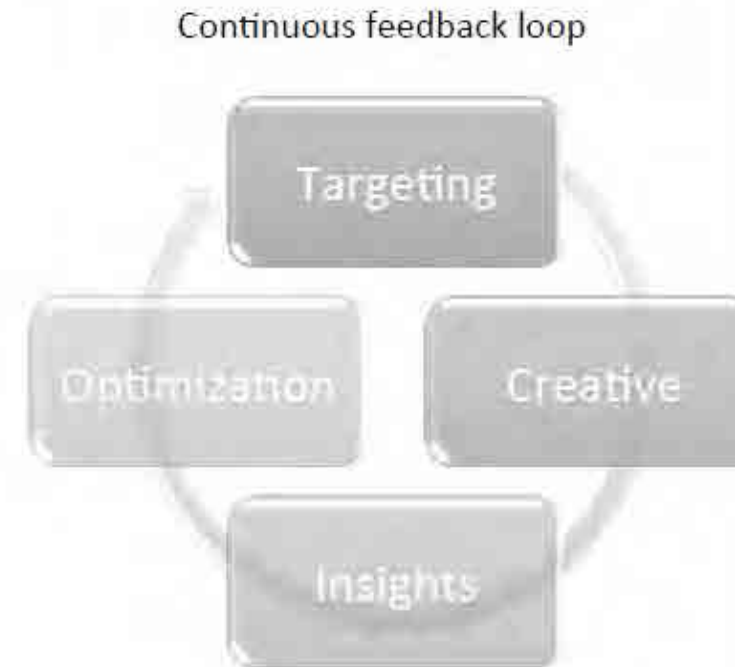 Continuous feedback loop
Targeting
Optimization
Creative
Insights